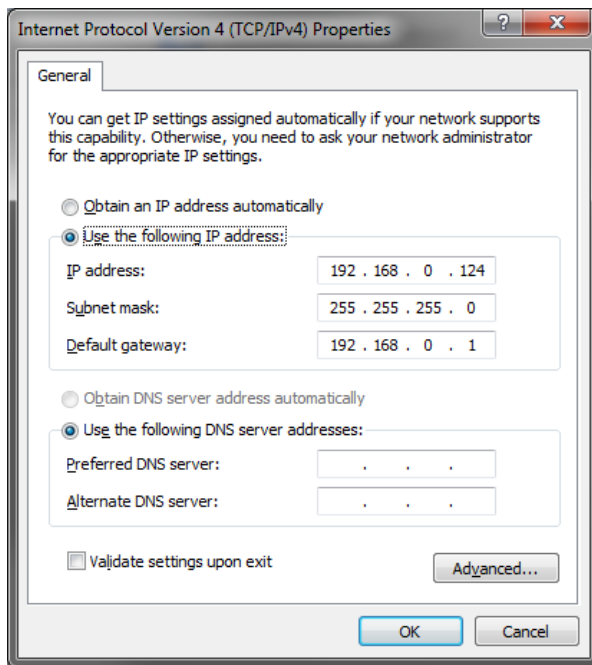 Internet Protocol Version 4 (TCP/IPv4) Properties
?
General
You can get IP settings assigned automatically if your network supports
this capability. Otherwise, you need to ask your network administrator
for the appropriate IP settings.
Obtain an IP address automatically
Use the following IP address:
IP address: 192 . 168 . 0 . 124
Subnet mask: 255 . 255 . 255 . 0
Default gateway: 192 . 168 . 0 . 1
Obtain DNS server address automatically
Use the following DNS server addresses:
Preferred DNS server: . . .
Alternate DNS server: . . .
Validate settings upon exit
Advanced...
OK Cancel